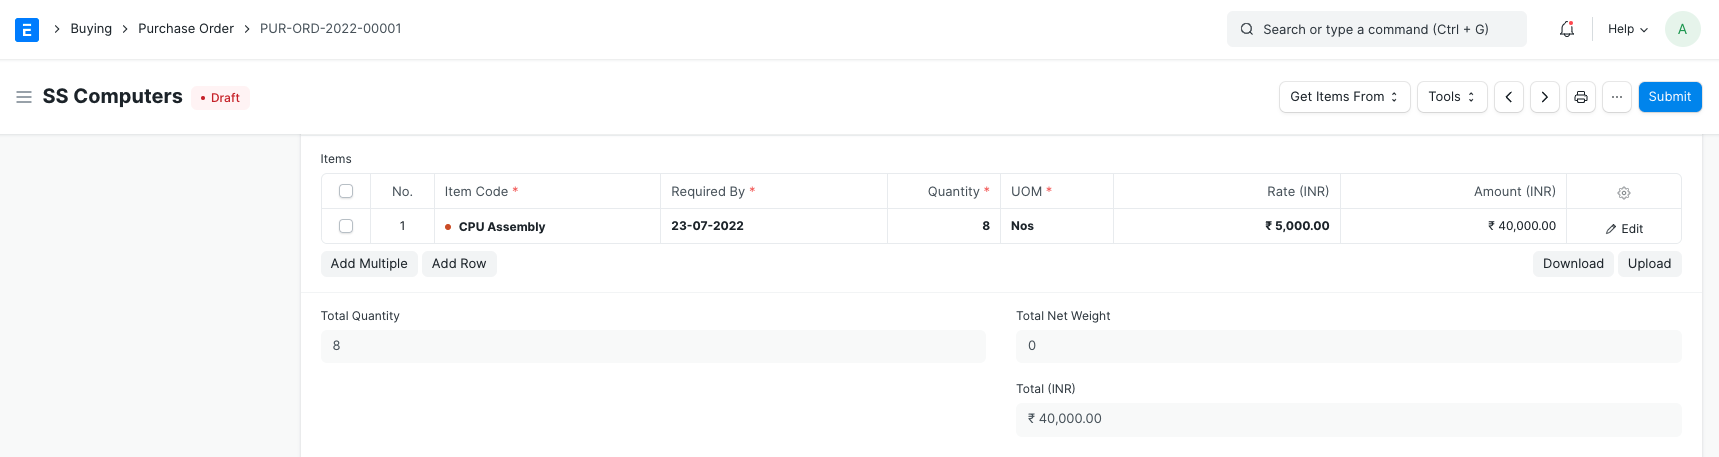 E > Buying > Purchase Order > PUR-ORD-2022-00001 Search or type a command (Ctrl + G) Help A
SS Computers • Draft Get Items From Tools < > ... Submit
Items
No. Item Code * Required By * Quantity * UOM * Rate (INR) Amount (INR)
1 CPU Assembly 23-07-2022 8 Nos ₹ 5,000.00 ₹ 40,000.00 Edit
Add Multiple Add Row Download Upload
Total Quantity Total Net Weight
8 0
Total (INR)
₹ 40,000.00